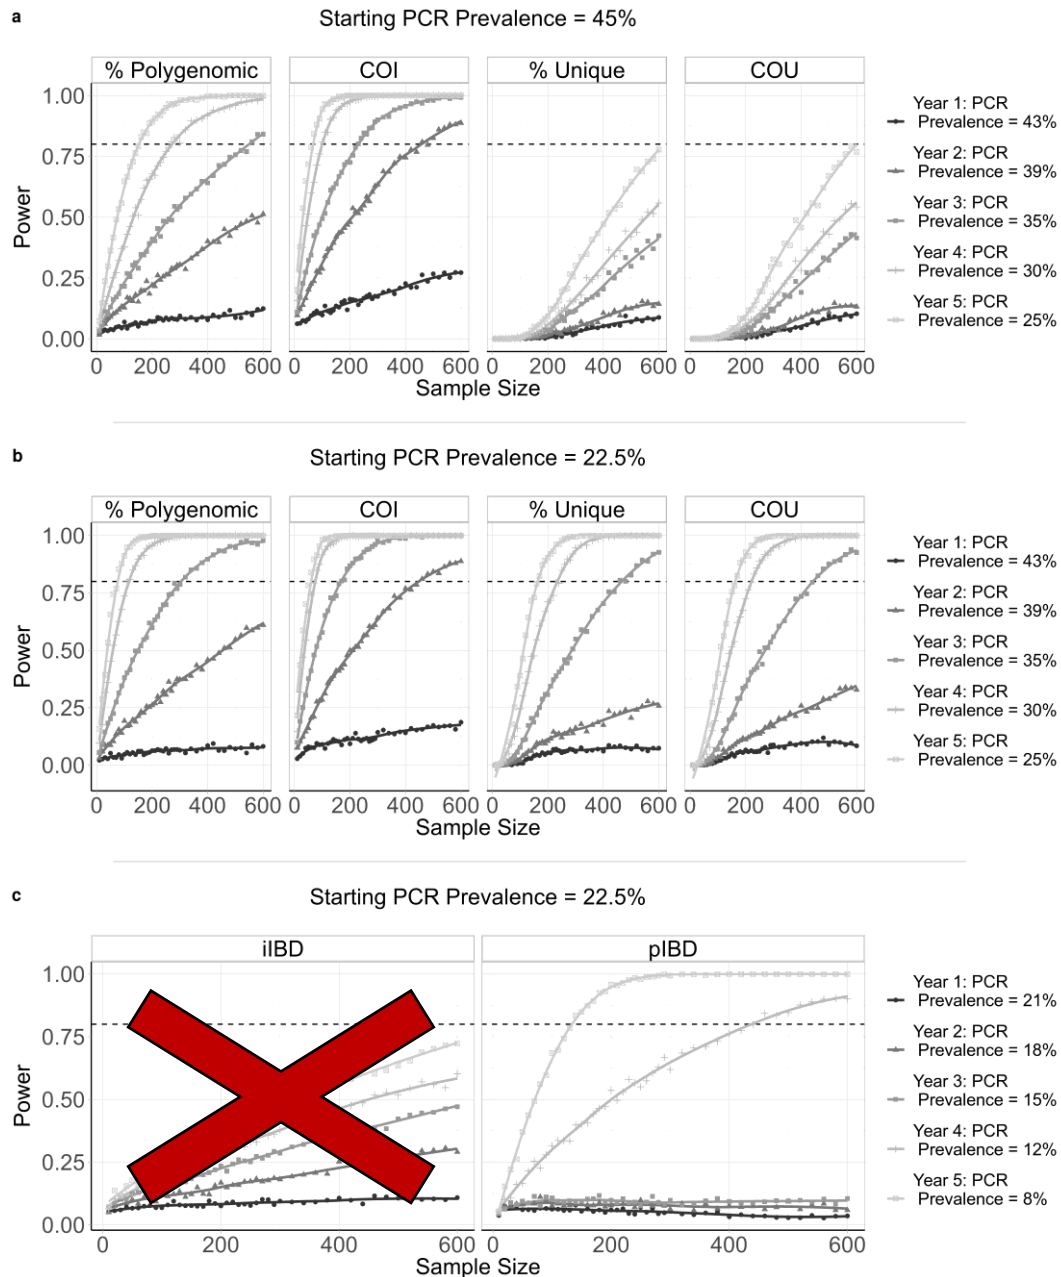 a
Starting PCR Prevalence = 45%
% Polygenomic COI % Unique COU
1.00
0.75
0.50
0.25
0.00
Power
0 200 400 600 0 200 400 600 0 200 400 600 0 200 400 600
Sample Size
Year 1: PCR
Prevalence = 43%
Year 2: PCR
Prevalence = 39%
Year 3: PCR
Prevalence = 35%
Year 4: PCR
Prevalence = 30%
Year 5: PCR
Prevalence = 25%
b
Starting PCR Prevalence = 22.5%
% Polygenomic COI % Unique COU
1.00
0.75
0.50
0.25
0.00
Power
0 200 400 600 0 200 400 600 0 200 400 600 0 200 400 600
Sample Size
Year 1: PCR
Prevalence = 43%
Year 2: PCR
Prevalence = 39%
Year 3: PCR
Prevalence = 35%
Year 4: PCR
Prevalence = 30%
Year 5: PCR
Prevalence = 25%
c
Starting PCR Prevalence = 22.5%
iIBD pIBD
1.00
0.75
0.50
0.25
0.00
Power
0 200 400 600 0 200 400 600
Sample Size
Year 1: PCR
Prevalence = 21%
Year 2: PCR
Prevalence = 18%
Year 3: PCR
Prevalence = 15%
Year 4: PCR
Prevalence = 12%
Year 5: PCR
Prevalence = 8%